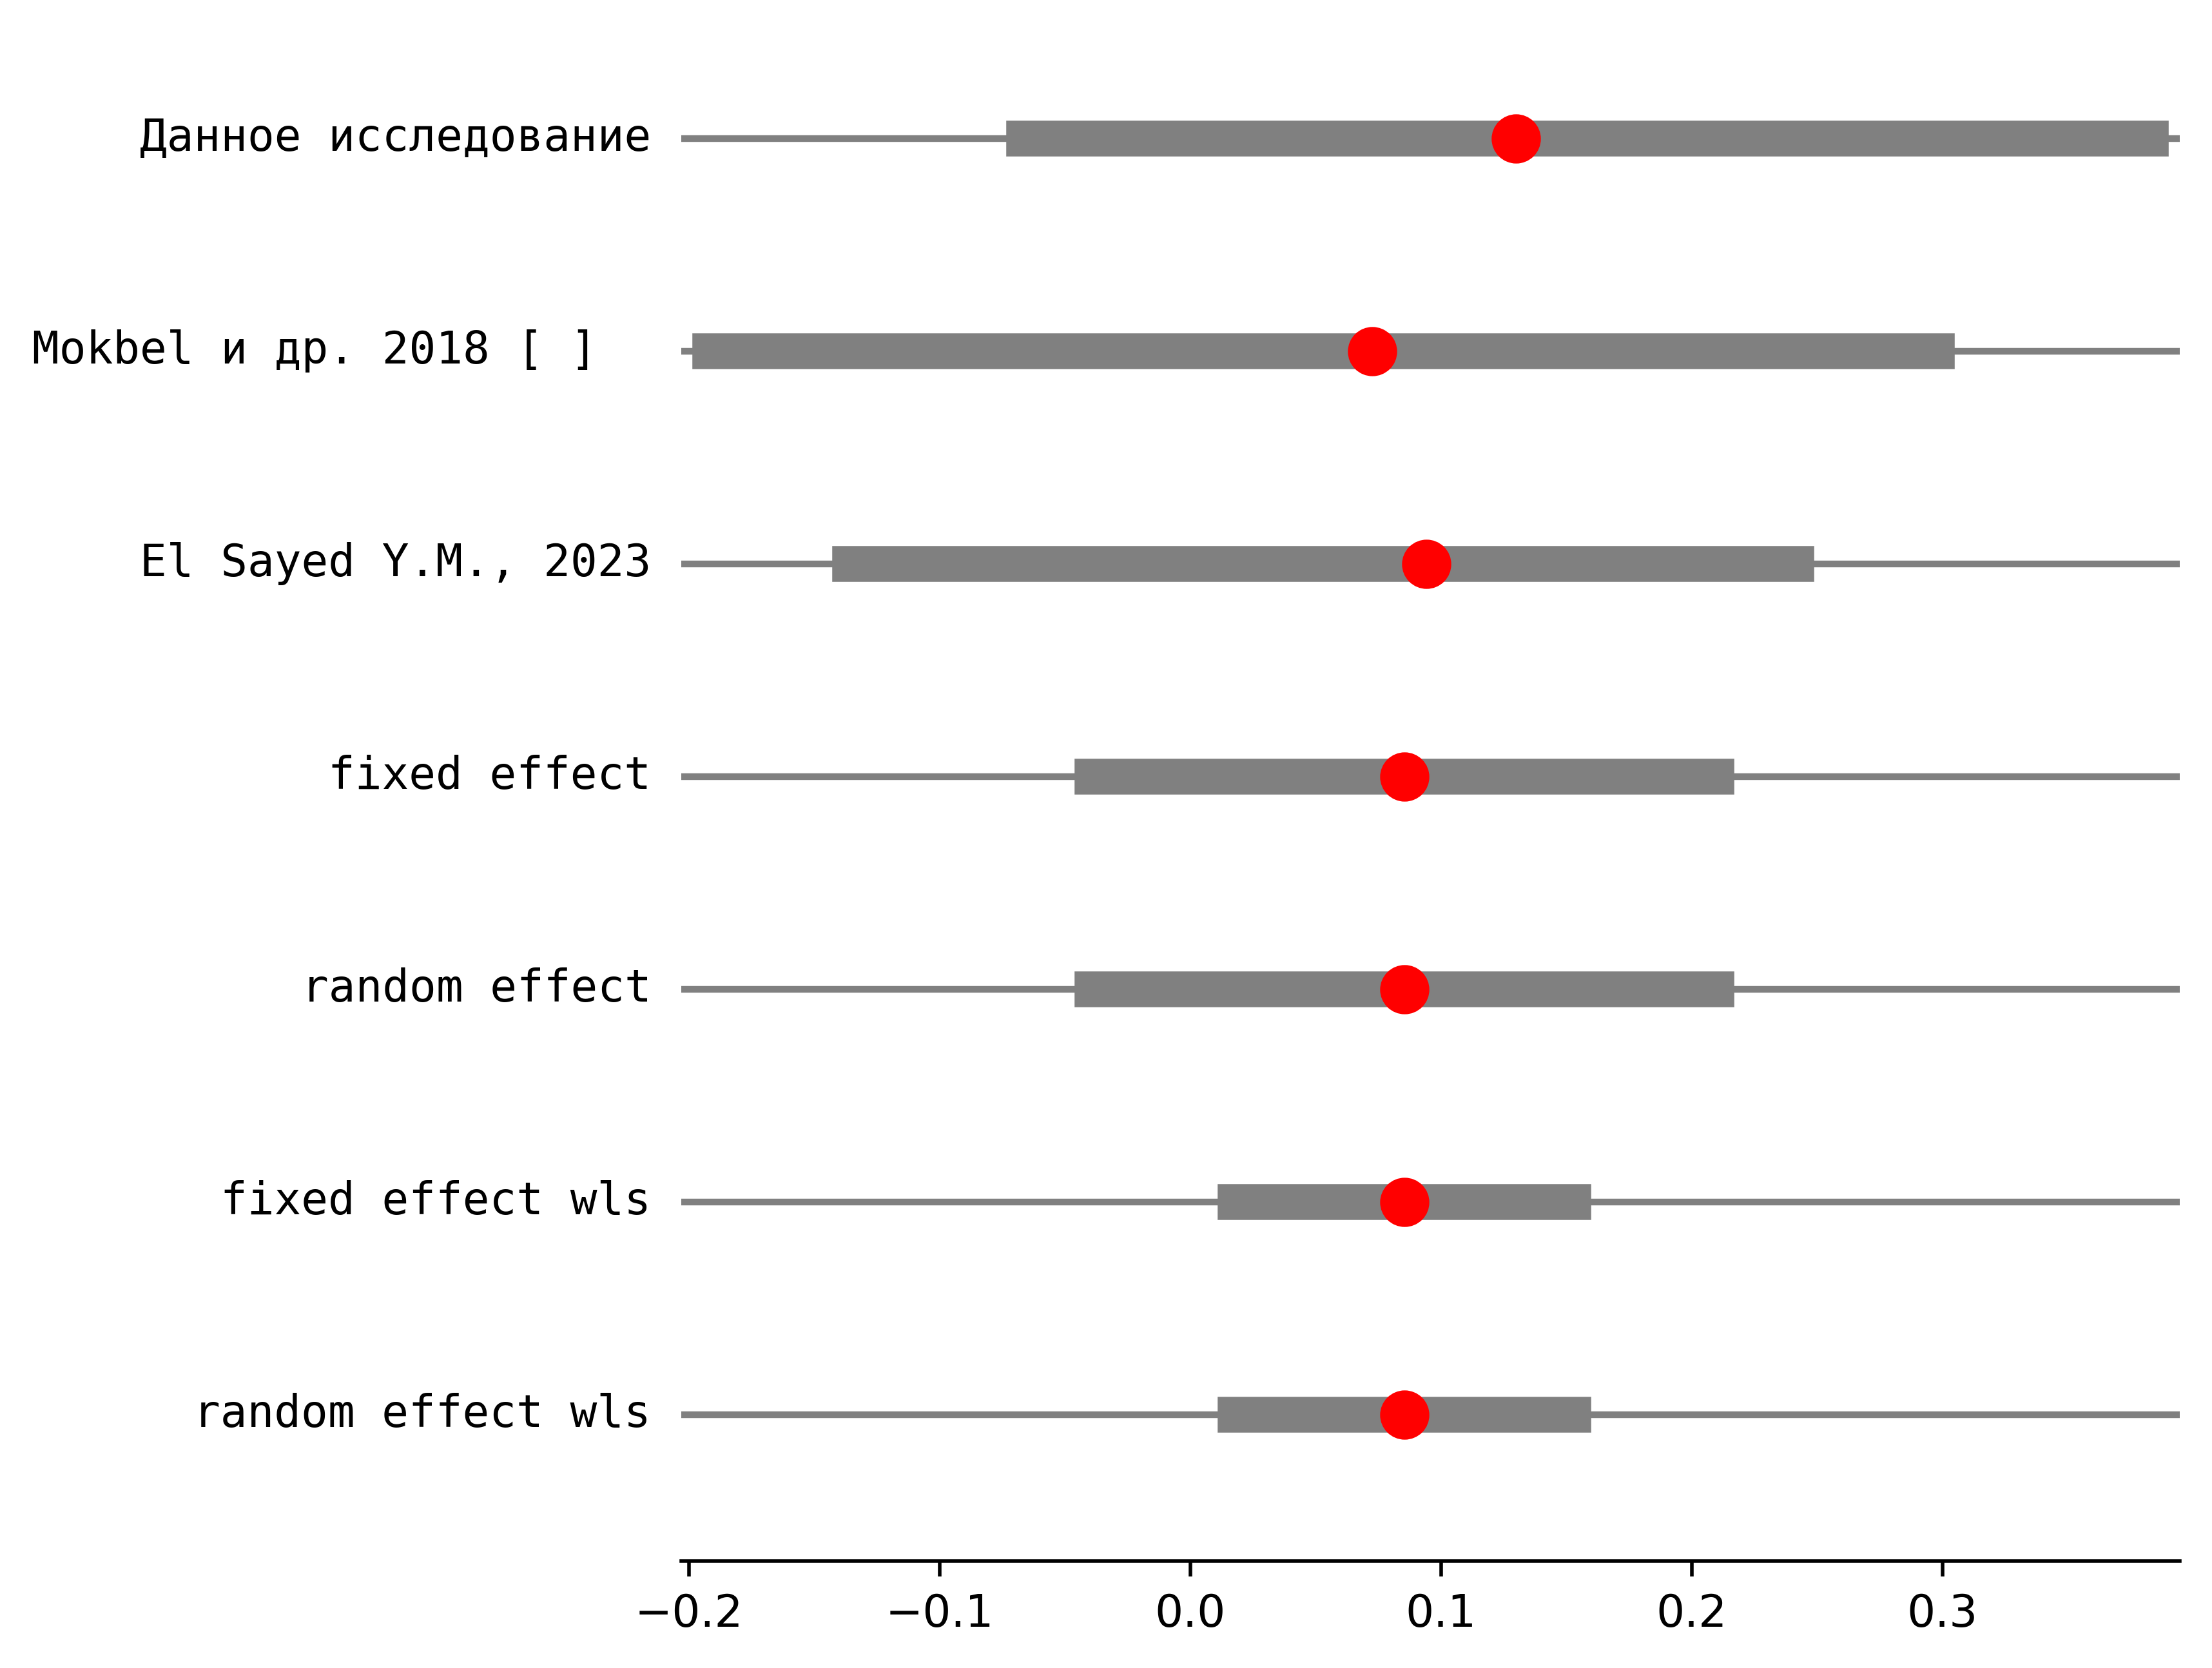 Данное исследование
Mokbel и др. 2018 [ ]
El Sayed Y.M., 2023
fixed effect
random effect
fixed effect wls
random effect wls
−0.2 −0.1 0.0 0.1 0.2 0.3